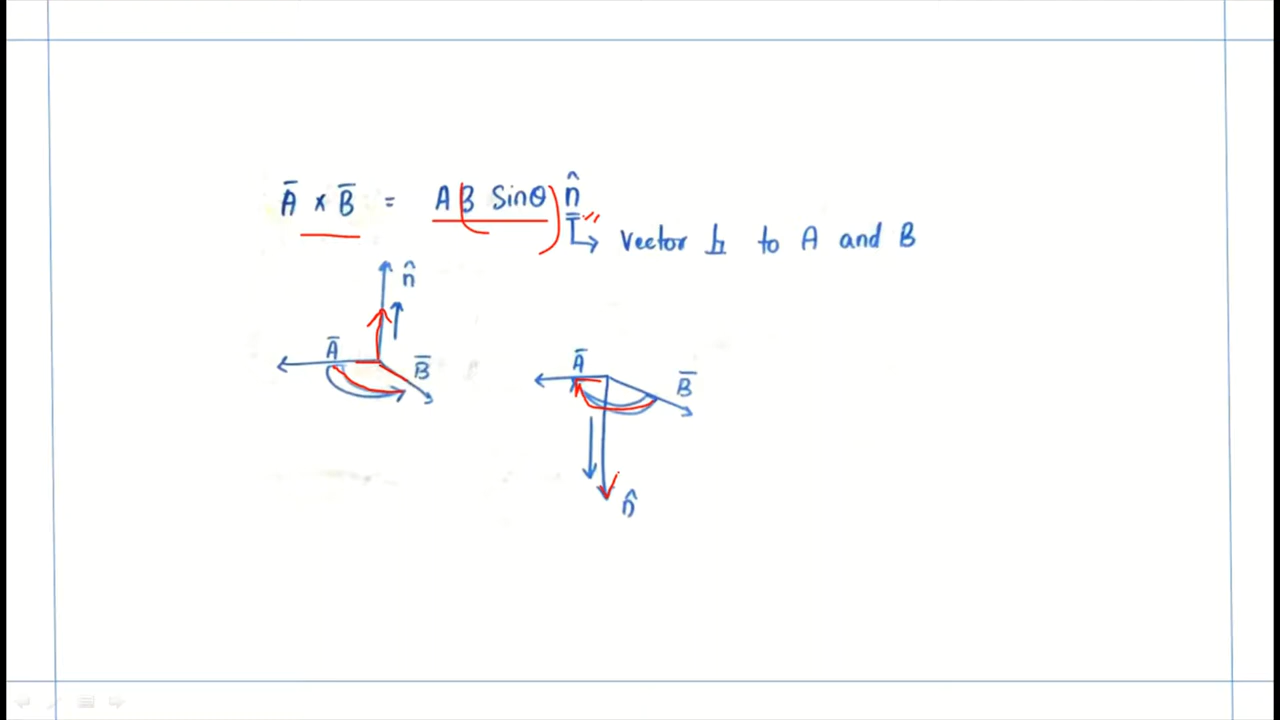 A̅ × B̅ = AB Sinθ n̂
Vector ⊥ to A and B
n̂
A̅
B̅
A̅
B̅
n̂